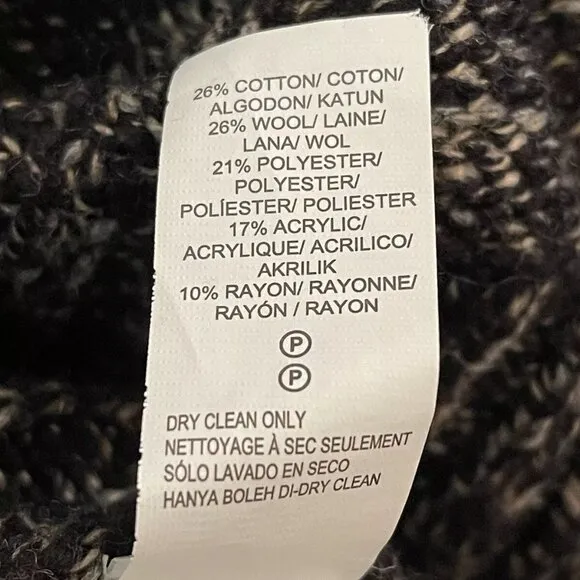 26% COTTON/ COTON/
ALGODON/ KATUN
26% WOOL/ LAINE/
LANA/ WOL
21% POLYESTER/
POLYESTER/
POLÍESTER/ POLIESTER
17% ACRYLIC/
ACRYLIQUE/ ACRILICO/
AKRILIK
10% RAYON/ RAYONNE/
RAYÓN / RAYON
P
P
DRY CLEAN ONLY
NETTOYAGE À SEC SEULEMENT
SÓLO LAVADO EN SECO
HANYA BOLEH DI-DRY CLEAN